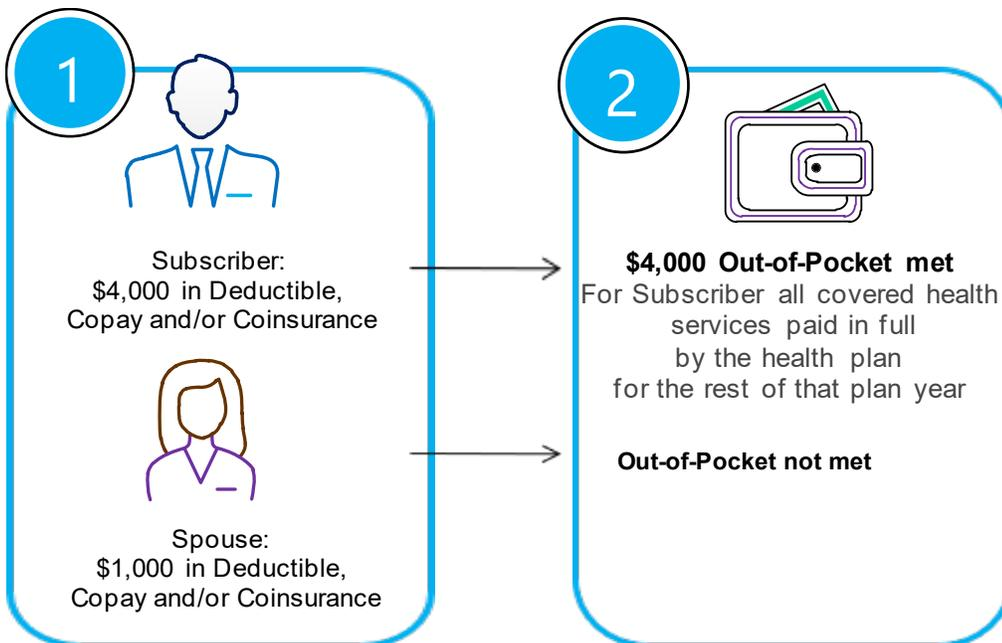 1
Subscriber:
$4,000 in Deductible,
Copay and/or Coinsurance
Spouse:
$1,000 in Deductible,
Copay and/or Coinsurance
2
$4,000 Out-of-Pocket met
For Subscriber all covered health
services paid in full
by the health plan
for the rest of that plan year
Out-of-Pocket not met